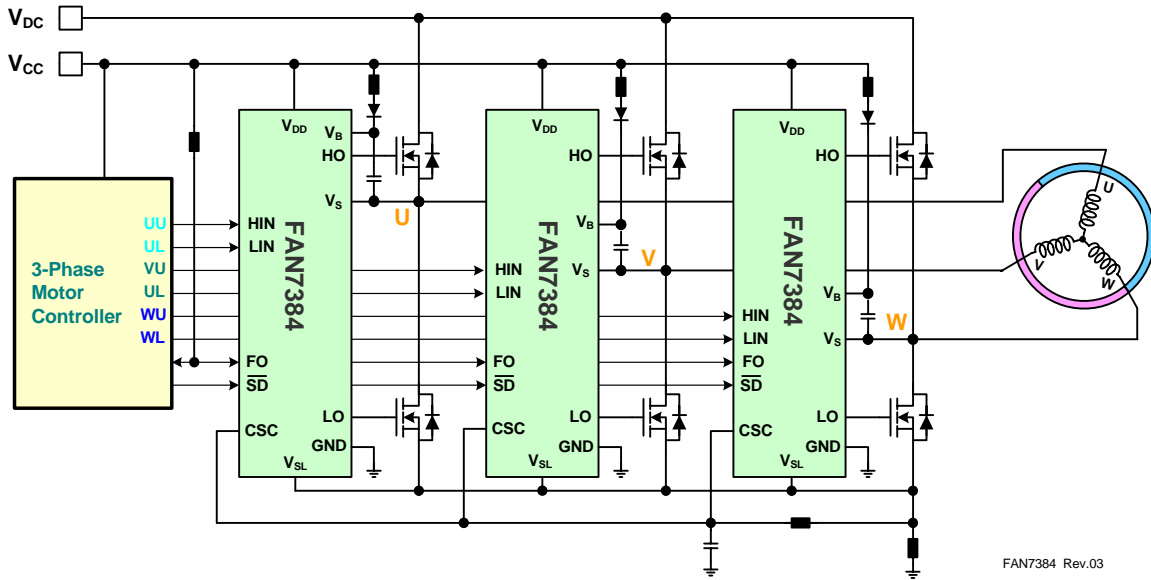 VDC
VCC
3-Phase
Motor
Controller
UU
UL
VU
UL
WU
WL
FAN7384
VDD
VB
HO
VS
HIN
LIN
FO
SD
CSC
LO
GND
VSL
U
FAN7384
VDD
HO
VB
VS
HIN
LIN
FO
SD
CSC
LO
GND
VSL
V
FAN7384
VDD
HO
VB
VS
HIN
LIN
FO
SD
CSC
LO
GND
VSL
W
U
V
W
FAN7384 Rev.03